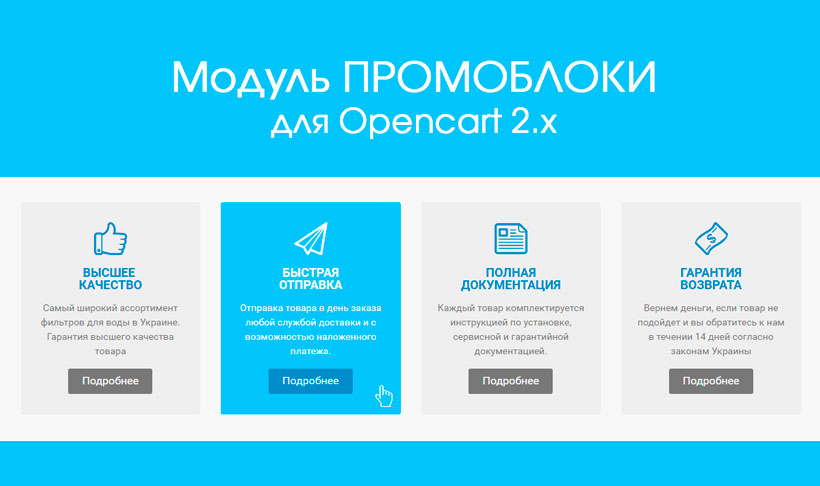 Модуль ПРОМОБЛОКИ
для Opencart 2.x
ВЫСШЕЕ
КАЧЕСТВО
Самый широкий ассортимент
фильтров для воды в Украине.
Гарантия высшего качества
товара
Подробнее
БЫСТРАЯ
ОТПРАВКА
Отправка товара в день заказа
любой службой доставки и с
возможностью наложенного
платежа.
Подробнее
ПОЛНАЯ
ДОКУМЕНТАЦИЯ
Каждый товар комплектируется
инструкцией по установке,
сервисной и гарантийной
документацией.
Подробнее
ГАРАНТИЯ
ВОЗВРАТА
Вернем деньги, если товар не
подойдет и вы обратитесь к нам
в течении 14 дней согласно
законам Украины
Подробнее